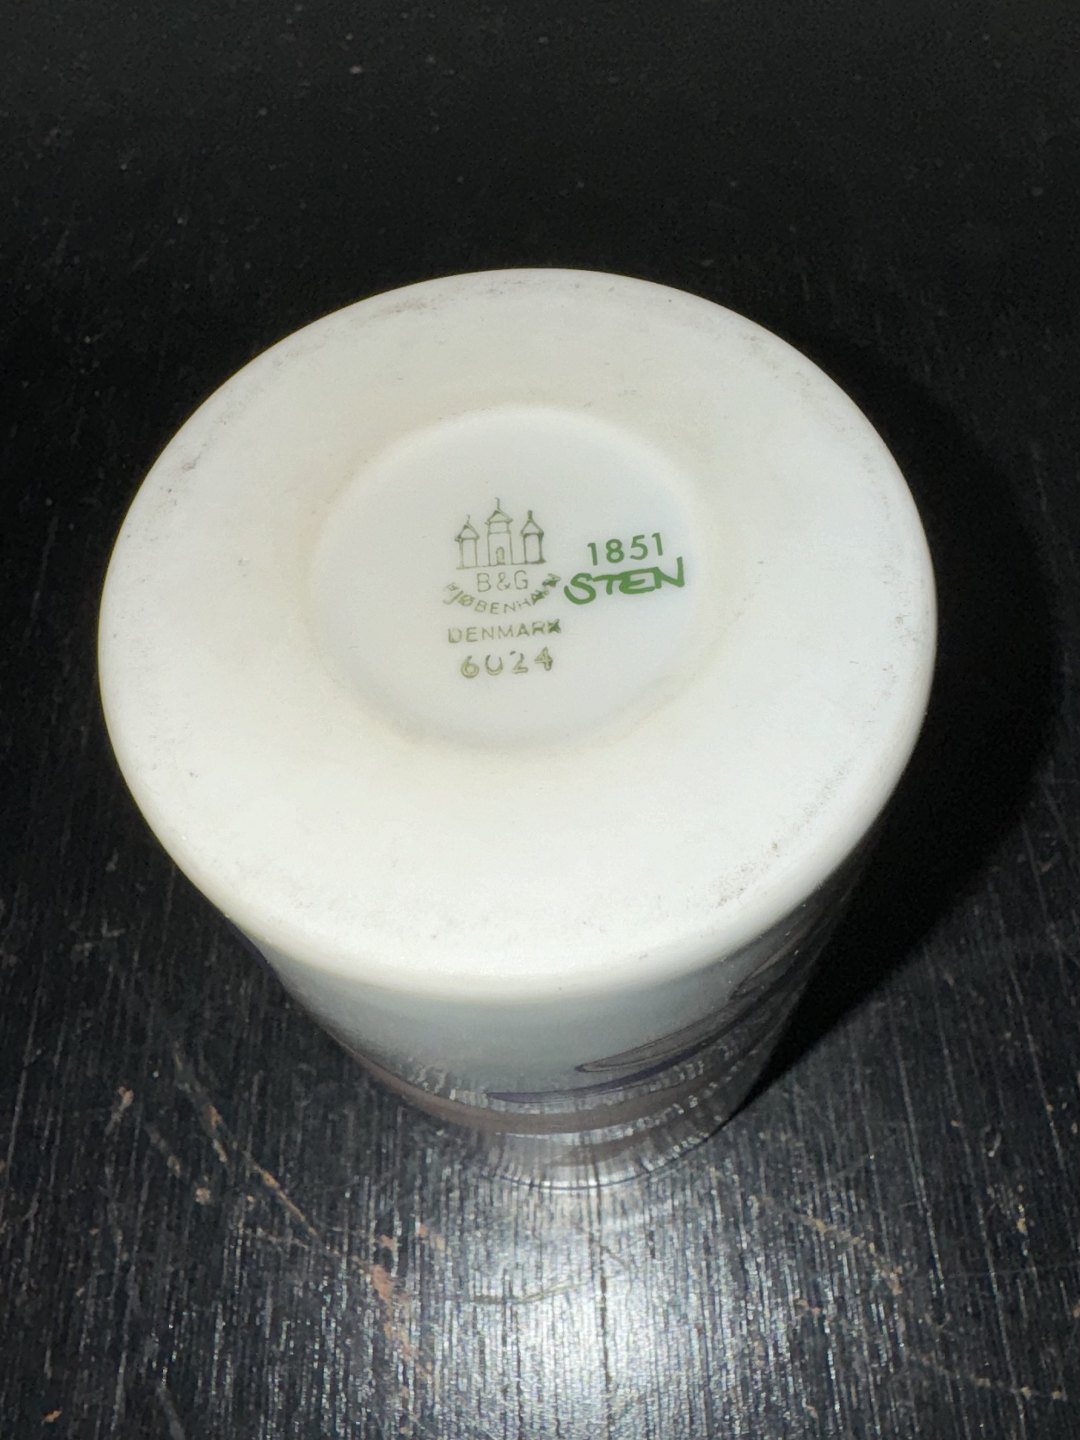 B&G
KJØBENHAVN
DENMARK
6024
1851
STEN